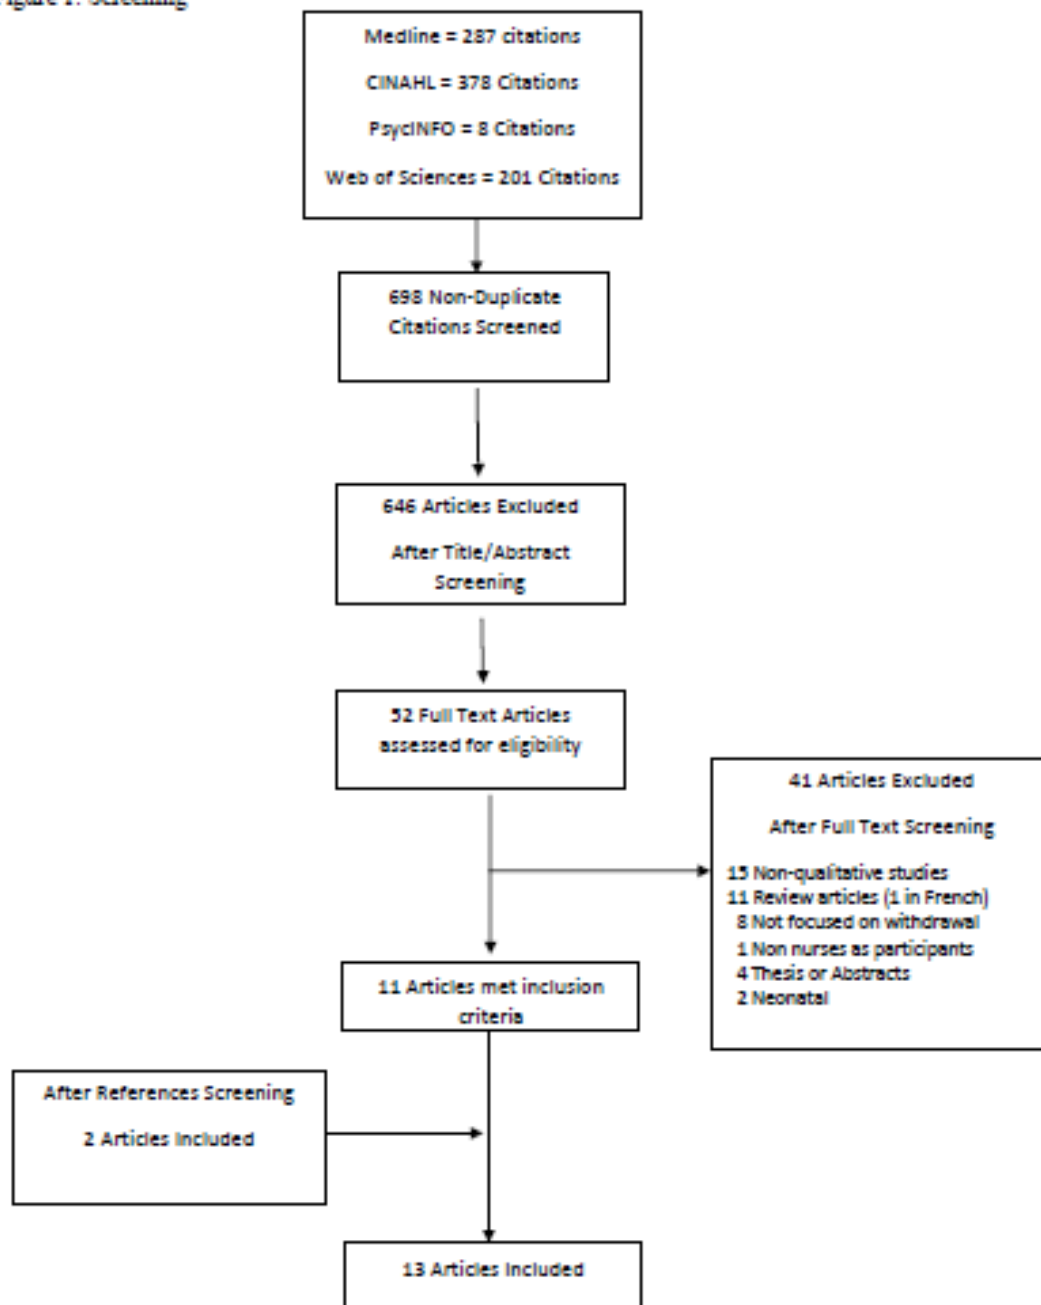 Figure 1: Screening
Medline = 287 citations
CINAHL = 378 Citations
PsycINFO = 8 Citations
Web of Sciences = 201 Citations
698 Non-Duplicate
Citations Screened
646 Articles Excluded
After Title/Abstract
Screening
52 Full Text Articles
assessed for eligibility
41 Articles Excluded
After Full Text Screening
15 Non-qualitative studies
11 Review articles (1 in French)
8 Not focused on withdrawal
1 Non nurses as participants
4 Thesis or Abstracts
2 Neonatal
11 Articles met inclusion
criteria
After References Screening
2 Articles Included
13 Articles Included